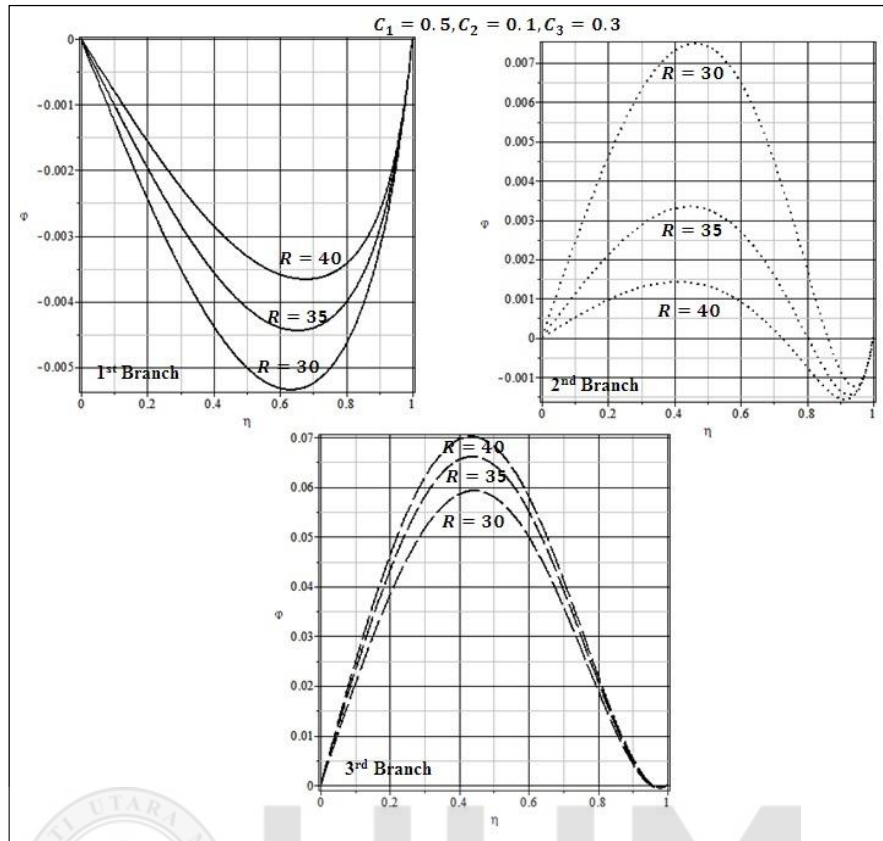 C₁ = 0.5, C₂ = 0.1, C₃ = 0.3
0
-0.001
-0.002
-0.003
-0.004
-0.005
φ
R = 40
R = 35
R = 30
1st Branch
0
0.2
0.4
0.6
0.8
1
η
0.007
0.006
0.005
0.004
0.003
0.002
0.001
0
-0.001
φ
R = 30
R = 35
R = 40
2nd Branch
0
0.2
0.4
0.6
0.8
1
η
0.07
0.06
0.05
0.04
0.03
0.02
0.01
0
φ
R = 40
R = 35
R = 30
3rd Branch
0
0.2
0.4
0.6
0.8
1
η
UTARA